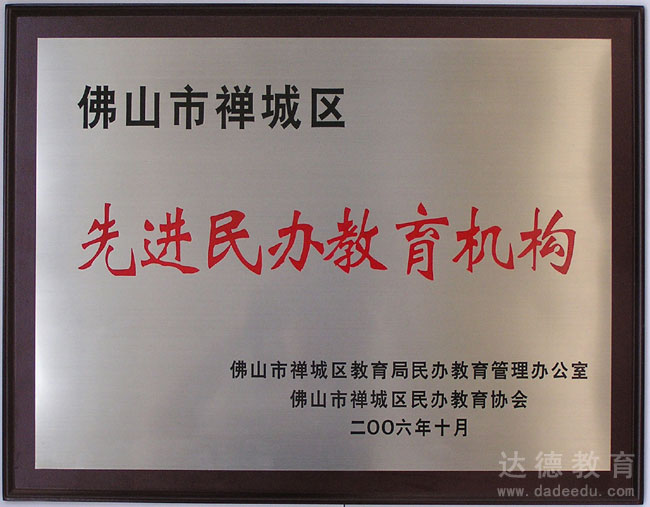 佛山市禅城区
先进民办教育机构
佛山市禅城区教育局民办教育管理办公室
佛山市禅城区民办教育协会
二〇〇六年十月
达德教育
www.dadeedu.com